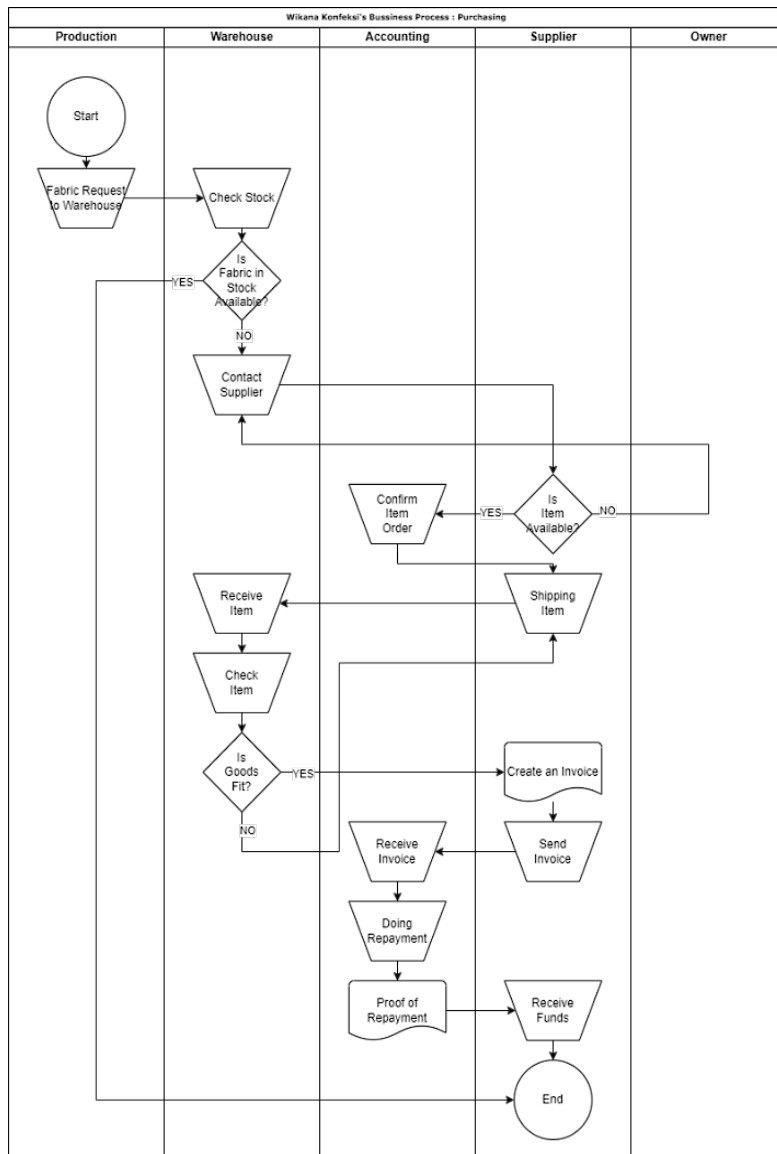 Wikana Konfeksi's Bussiness Process : Purchasing
Production
Warehouse
Accounting
Supplier
Owner
Start
Fabric Request
to Warehouse
Check Stock
Is
Fabric in
Stock
Available?
YES
NO
Contact
Supplier
Confirm
Item
Order
YES
Is
Item
Available?
NO
Receive
Item
Shipping
Item
Check
Item
Is
Goods
Fit?
YES
Create an Invoice
NO
Receive
Invoice
Send
Invoice
Doing
Repayment
Proof of
Repayment
Receive
Funds
End